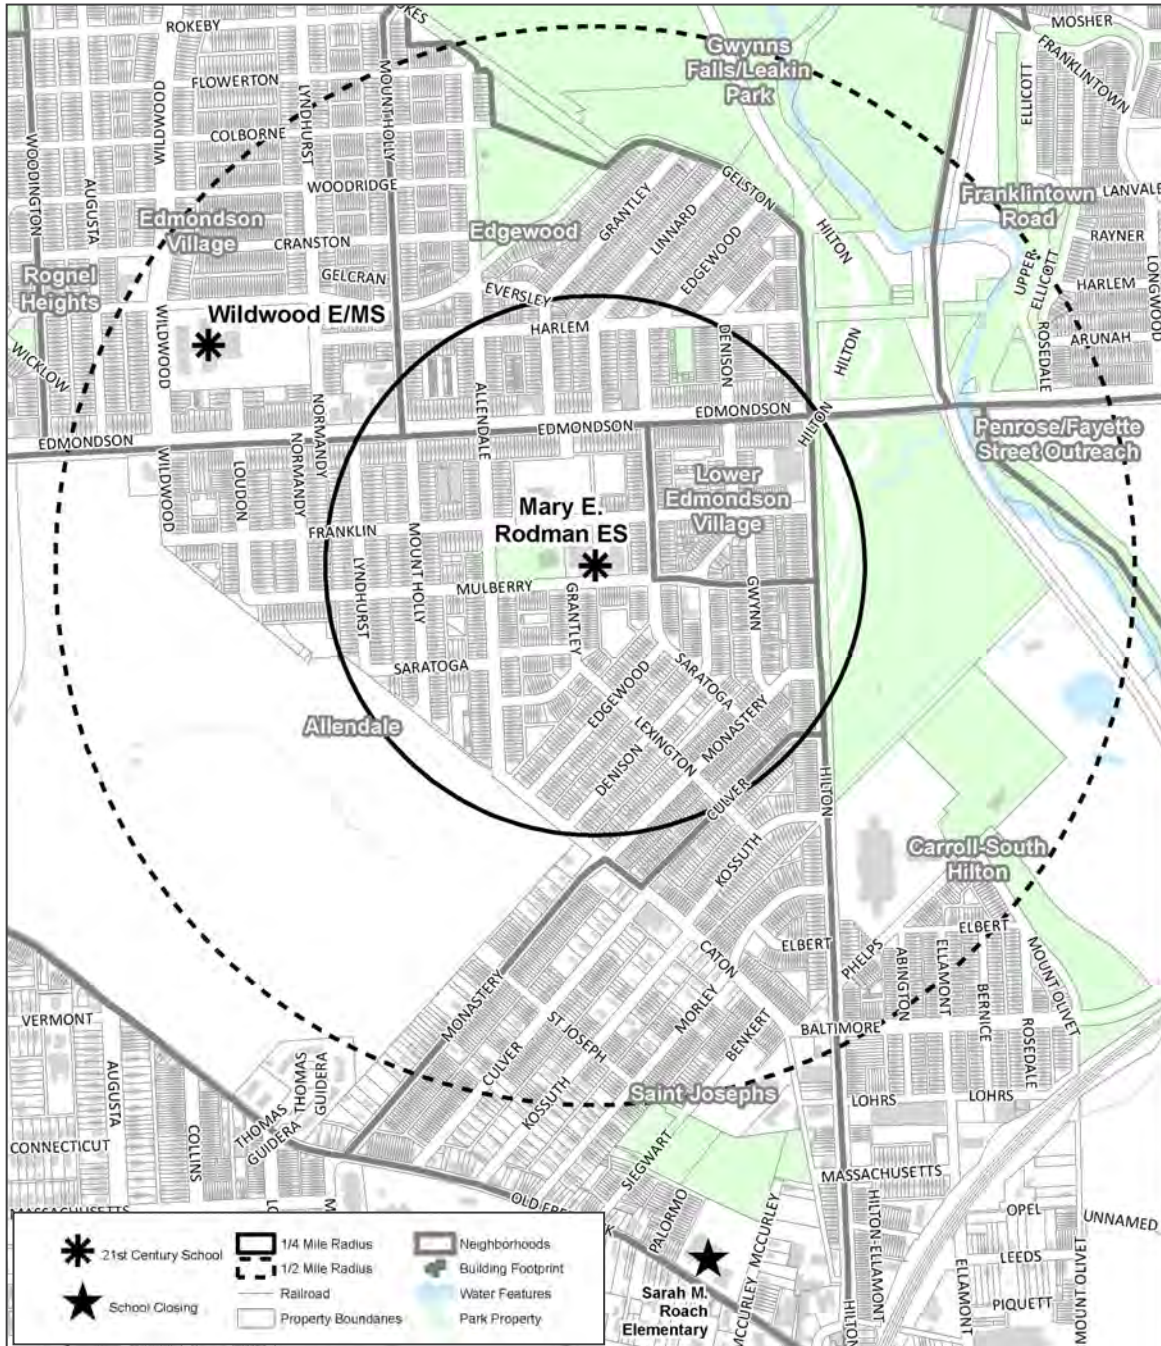 ROKEBY
MOSHER
FRANKLINTOWN
FLOWERTON
Gwynns
Falls/Leakin
Park
ELLICOTT
WILDWOOD
LYNDHURST
MOUNT HOLLY
WOODINGTON
COLBORNE
AUGUSTA
WOODRIDGE
GRANTLEY
GELSTON
LINNARD
EDGEWOOD
HILTON
Franklintown
Road
LANVALE
RAYNER
Edmondson
Village
CRANSTON
Edgewood
UPPER
ELLICOTT
LONGWOOD
HARLEM
Rognel
Heights
GELCRAN
EVERSLEY
Wildwood E/MS
HARLEM
DENISON
HILTON
ROSEDALE
ARUNAH
WICKLOW
WILDWOOD
ALLENDALE
NORMANDY
EDMONDSON
EDMONDSON
HILTON
EDMONDSON
Penrose/Fayette
Street Outreach
WILDWOOD
LOUDON
NORMANDY
Lower
Edmondson
Village
Mary E.
Rodman ES
FRANKLIN
MOUNT HOLLY
LYNDHURST
MULBERRY
GRANTLEY
GWYNN
SARATOGA
SARATOGA
EDGEWOOD
MONASTERY
LEXINGTON
Allendale
DENISON
CULVER
HILTON
KOSSUTH
Carroll-South
Hilton
ELBERT
ELBERT
PHELPS
ABINGTON
ELLAMONT
BERNICE
MOUNT OLIVET
CATON
MONASTERY
MORLEY
BENKERT
BALTIMORE
ROSEDALE
VERMONT
ST JOSEPH
CULVER
THOMAS
GUIDERA
AUGUSTA
KOSSUTH
Saint Josephs
LOHRS
LOHRS
THOMAS
GUIDERA
CONNECTICUT
COLLINS
SIEGWART
MASSACHUSETTS
MASSACHUSETTS
PALORMO
MCCURLEY
HILTON-ELLAMONT
OPEL
UNNAMED
LEEDS
ELLAMONT
MOUNT OLIVET
PIQUETT
Sarah M.
Roach
Elementary
MCCURLEY
HILTON
21st Century School
School Closing
1/4 Mile Radius
1/2 Mile Radius
Railroad
Property Boundaries
Neighborhoods
Building Footprint
Water Features
Park Property